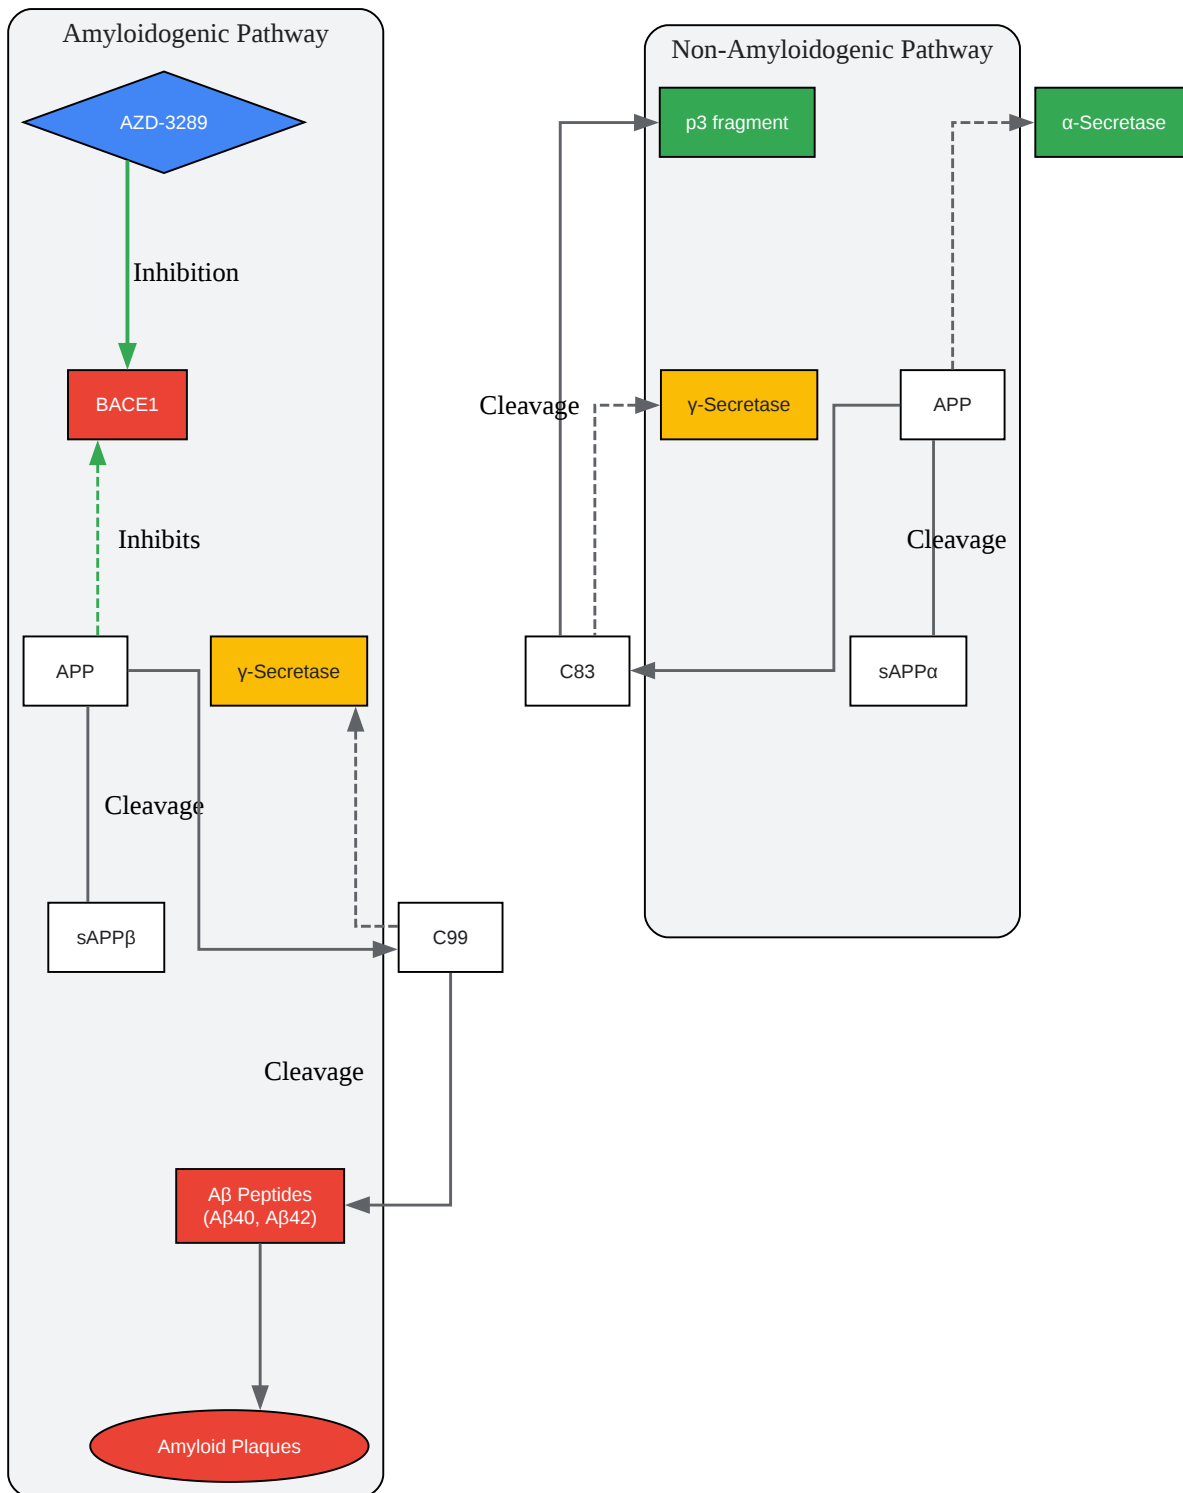 Amyloidogenic Pathway
AZD-3289
Inhibition
BACE1
Inhibits
APP
γ-Secretase
Cleavage
sAPPβ
C99
Cleavage
Aβ Peptides
(Aβ40, Aβ42)
Amyloid Plaques
Non-Amyloidogenic Pathway
p3 fragment
α-Secretase
Cleavage
γ-Secretase
APP
Cleavage
C83
sAPPα